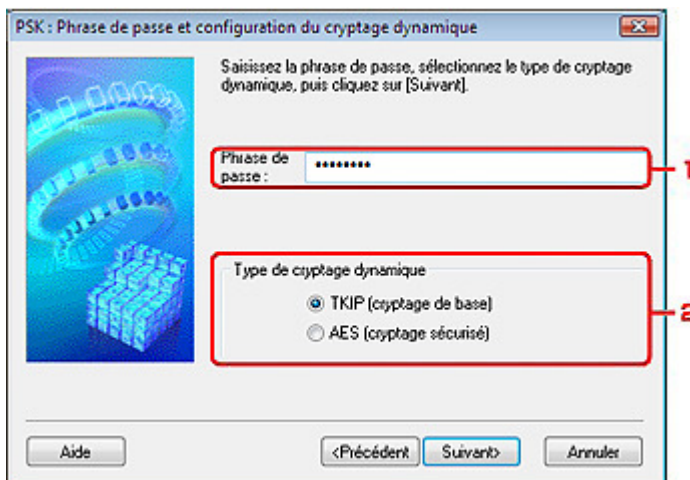 PSK : Phrase de passe et configuration du cryptage dynamique
Saisissez la phrase de passe, sélectionnez le type de cryptage
dynamique, puis cliquez sur [Suivant].
Phrase de
passe :
••••••••
1
Type de cryptage dynamique
TKIP (cryptage de base)
AES (cryptage sécurisé)
2
Aide
<Précédent
Suivant>
Annuler